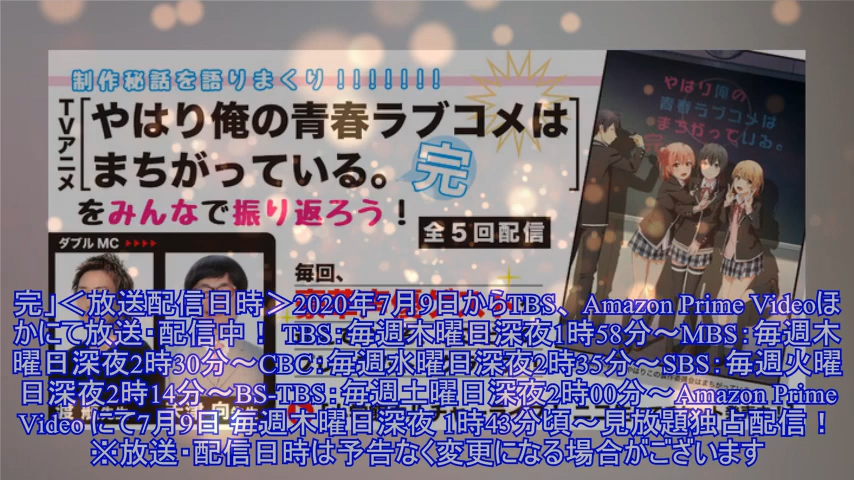 制作秘話を語りまくり!!!!!!!
TVアニメ
やはり俺の青春ラブコメは
まちがっている。完
をみんなで振り返ろう!
全5回配信
ダブルMC
毎回、
やはり俺の
青春ラブコメは
まちがっている。
完
完」＜放送配信日時＞2020年7月9日からTBS、Amazon Prime Videoほ
かにて放送・配信中！ TBS：毎週木曜日深夜1時58分～MBS：毎週木
曜日深夜2時30分～CBC：毎週水曜日深夜2時35分～SBS：毎週火曜
日深夜2時14分～BS-TBS：毎週土曜日深夜2時00分～Amazon Prime
Video にて7月9日 毎週木曜日深夜 1時43分頃～見放題独占配信！
※放送・配信日時は予告なく変更になる場合がございます